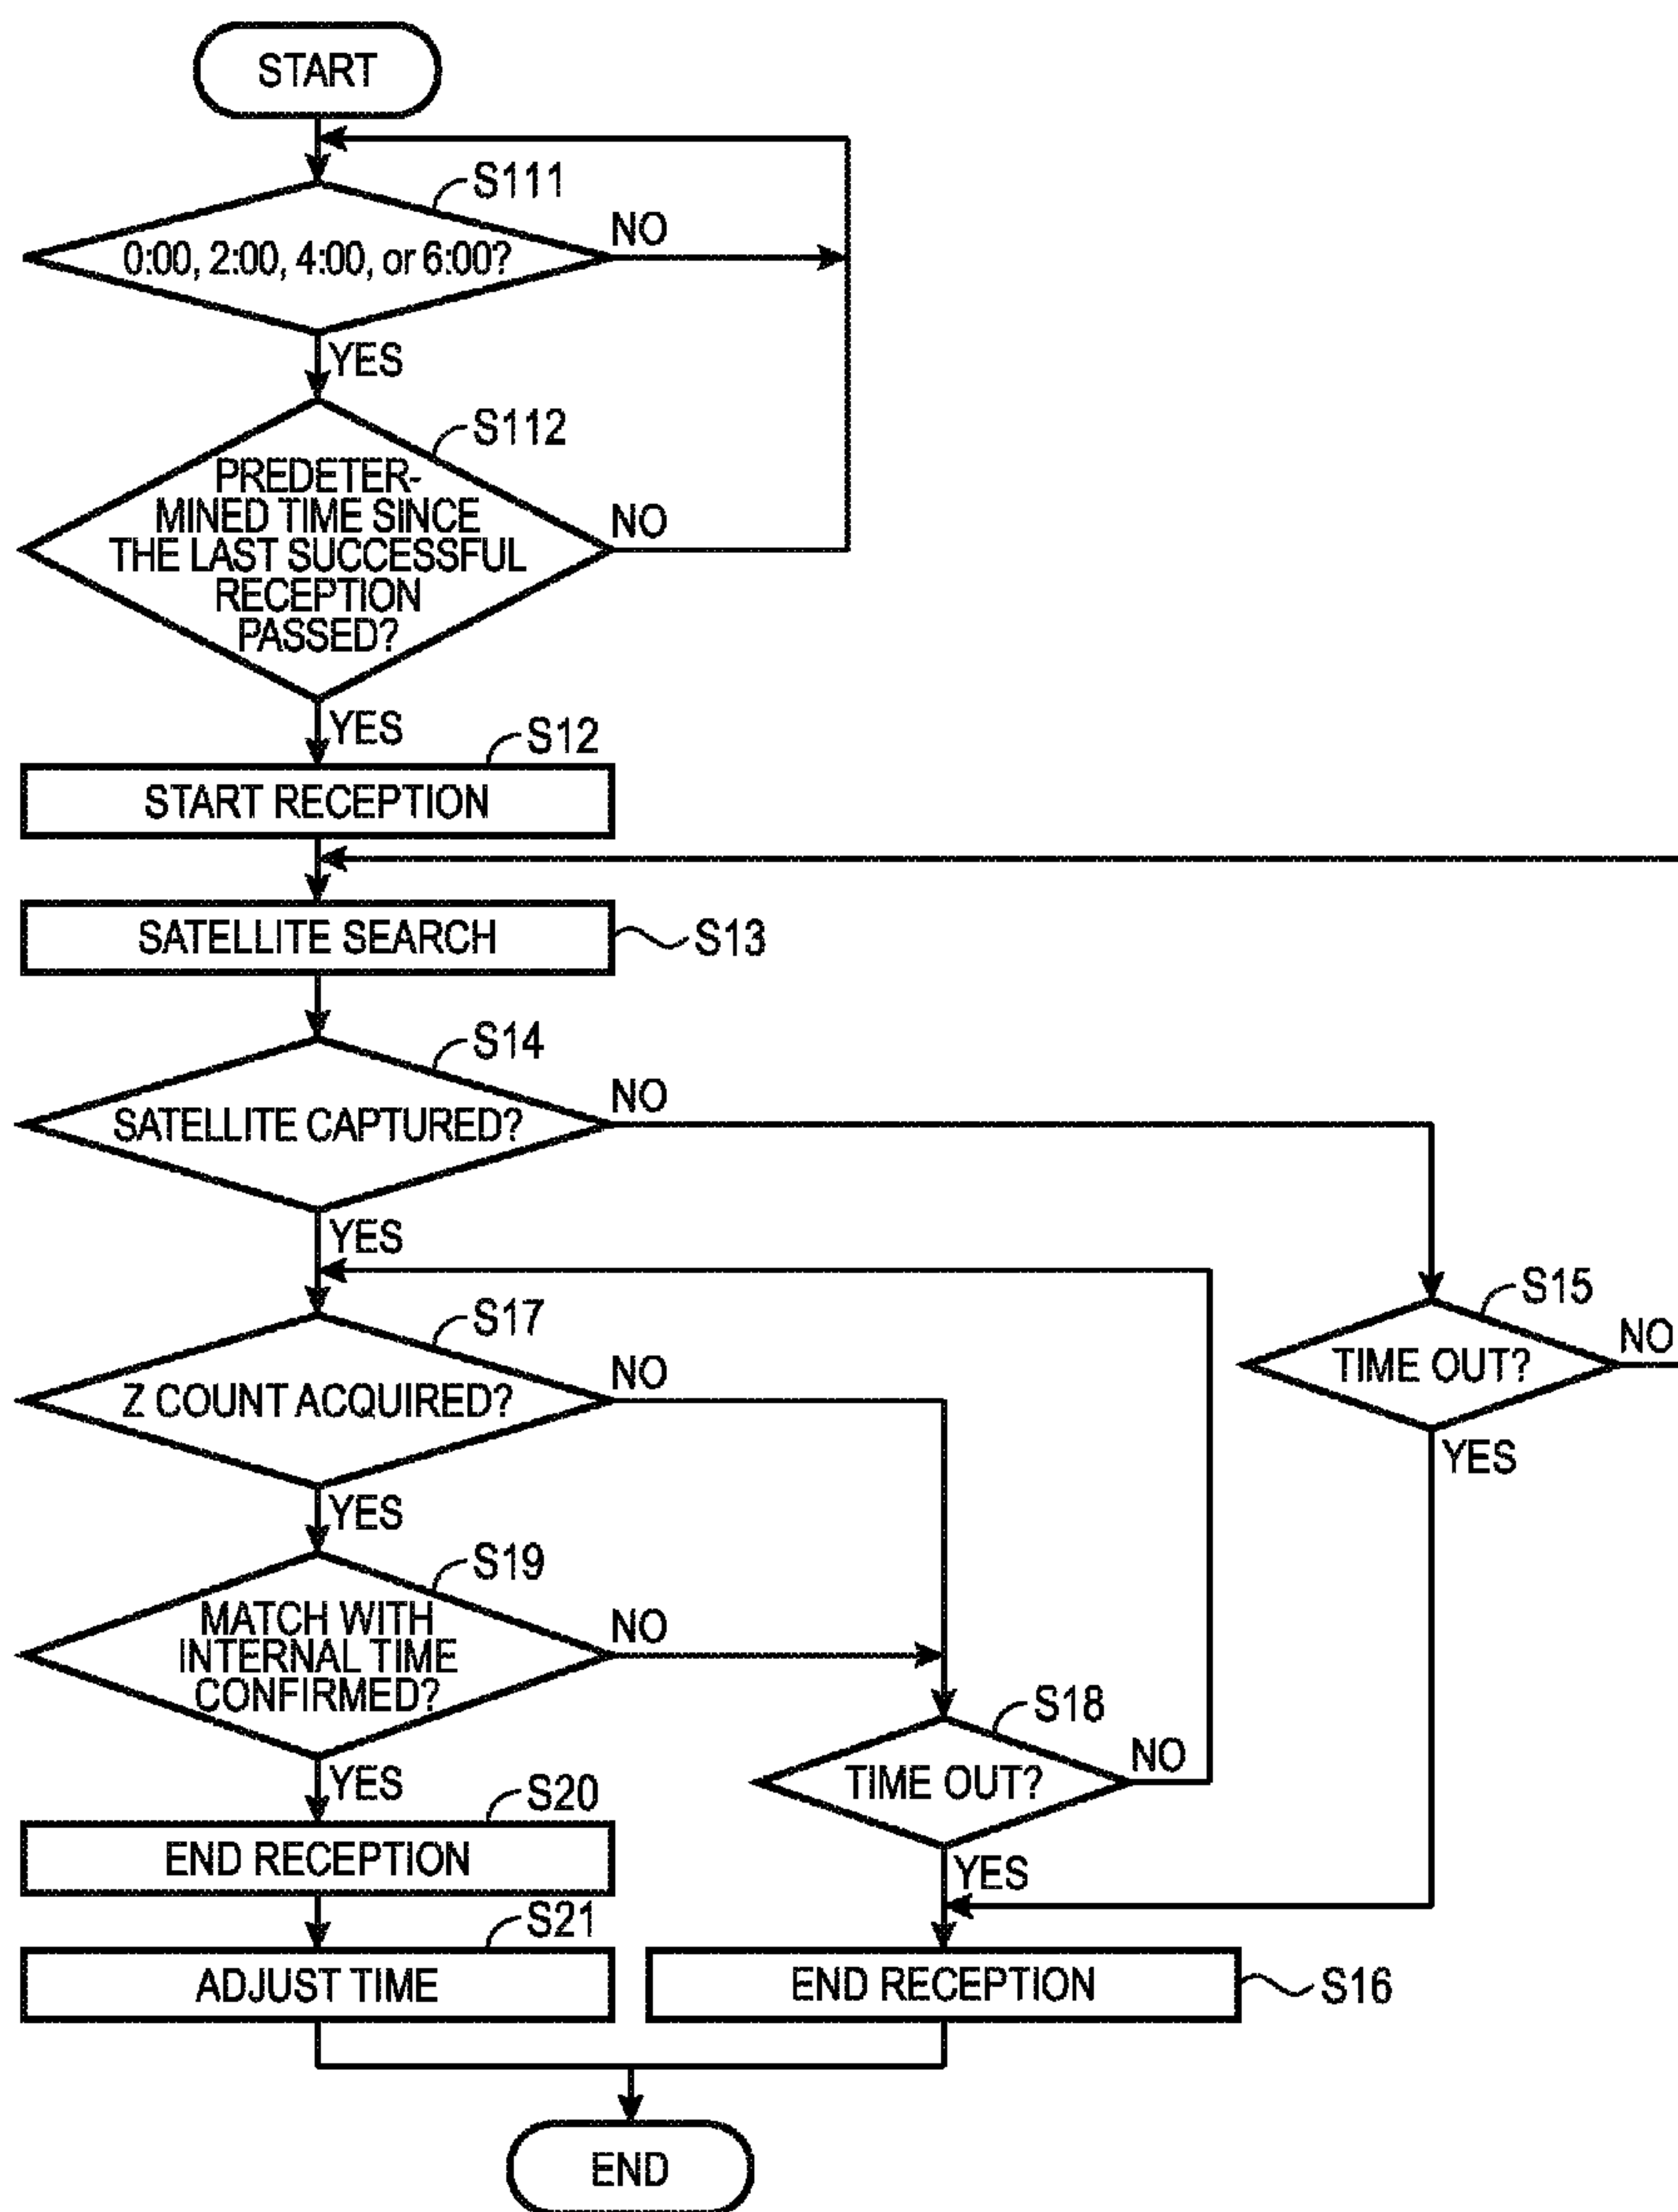 START
S111
0:00, 2:00, 4:00, or 6:00?
NO
YES
S112
PREDETER-
MINED TIME SINCE
THE LAST SUCCESSFUL
RECEPTION
PASSED?
NO
YES
S12
START RECEPTION
SATELLITE SEARCH
S13
S14
SATELLITE CAPTURED?
NO
YES
S15
TIME OUT?
NO
YES
S17
Z COUNT ACQUIRED?
NO
YES
S19
MATCH WITH
INTERNAL TIME
CONFIRMED?
NO
YES
S18
TIME OUT?
NO
YES
S20
END RECEPTION
S21
ADJUST TIME
END RECEPTION
S16
END